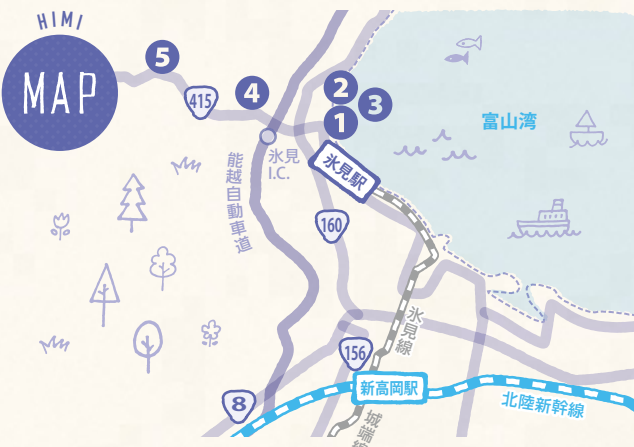 HIMI
MAP
5
415
4
2
3
1
富山湾
氷見
I.C.
氷見駅
能越自動車道
160
氷見線
156
新高岡駅
8
北陸新幹線
城端線